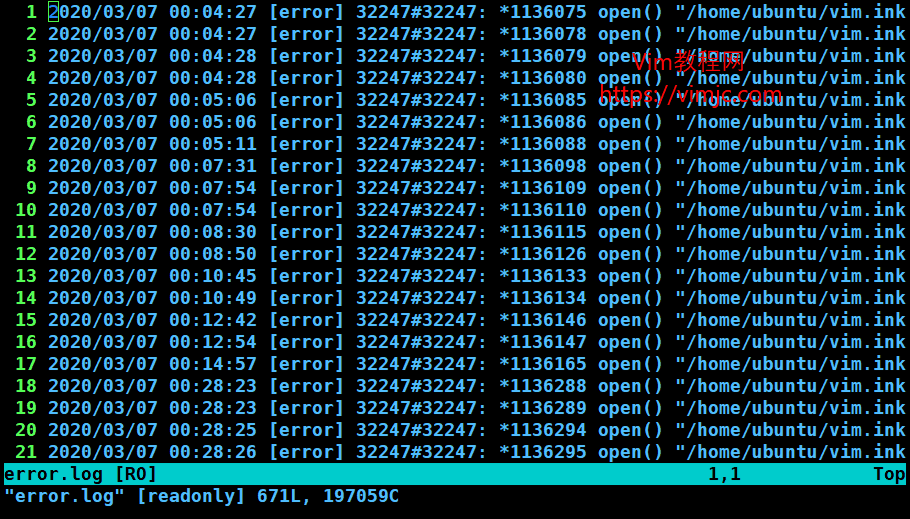 1 2020/03/07 00:04:27 [error] 32247#32247: *1136075 open() "/home/ubuntu/vim.ink
2 2020/03/07 00:04:27 [error] 32247#32247: *1136078 open() "/home/ubuntu/vim.ink
3 2020/03/07 00:04:28 [error] 32247#32247: *1136079 open() "/home/ubuntu/vim.ink
Vim教程网
4 2020/03/07 00:04:28 [error] 32247#32247: *1136080 open() "/home/ubuntu/vim.ink
https://vimjc.com
5 2020/03/07 00:05:06 [error] 32247#32247: *1136085 open() "/home/ubuntu/vim.ink
6 2020/03/07 00:05:06 [error] 32247#32247: *1136086 open() "/home/ubuntu/vim.ink
7 2020/03/07 00:05:11 [error] 32247#32247: *1136088 open() "/home/ubuntu/vim.ink
8 2020/03/07 00:07:31 [error] 32247#32247: *1136098 open() "/home/ubuntu/vim.ink
9 2020/03/07 00:07:54 [error] 32247#32247: *1136109 open() "/home/ubuntu/vim.ink
10 2020/03/07 00:07:54 [error] 32247#32247: *1136110 open() "/home/ubuntu/vim.ink
11 2020/03/07 00:08:30 [error] 32247#32247: *1136115 open() "/home/ubuntu/vim.ink
12 2020/03/07 00:08:50 [error] 32247#32247: *1136126 open() "/home/ubuntu/vim.ink
13 2020/03/07 00:10:45 [error] 32247#32247: *1136133 open() "/home/ubuntu/vim.ink
14 2020/03/07 00:10:49 [error] 32247#32247: *1136134 open() "/home/ubuntu/vim.ink
15 2020/03/07 00:12:42 [error] 32247#32247: *1136146 open() "/home/ubuntu/vim.ink
16 2020/03/07 00:12:54 [error] 32247#32247: *1136147 open() "/home/ubuntu/vim.ink
17 2020/03/07 00:14:57 [error] 32247#32247: *1136165 open() "/home/ubuntu/vim.ink
18 2020/03/07 00:28:23 [error] 32247#32247: *1136288 open() "/home/ubuntu/vim.ink
19 2020/03/07 00:28:23 [error] 32247#32247: *1136289 open() "/home/ubuntu/vim.ink
20 2020/03/07 00:28:25 [error] 32247#32247: *1136294 open() "/home/ubuntu/vim.ink
21 2020/03/07 00:28:26 [error] 32247#32247: *1136295 open() "/home/ubuntu/vim.ink
error.log [RO] 1,1 Top
"error.log" [readonly] 671L, 197059C